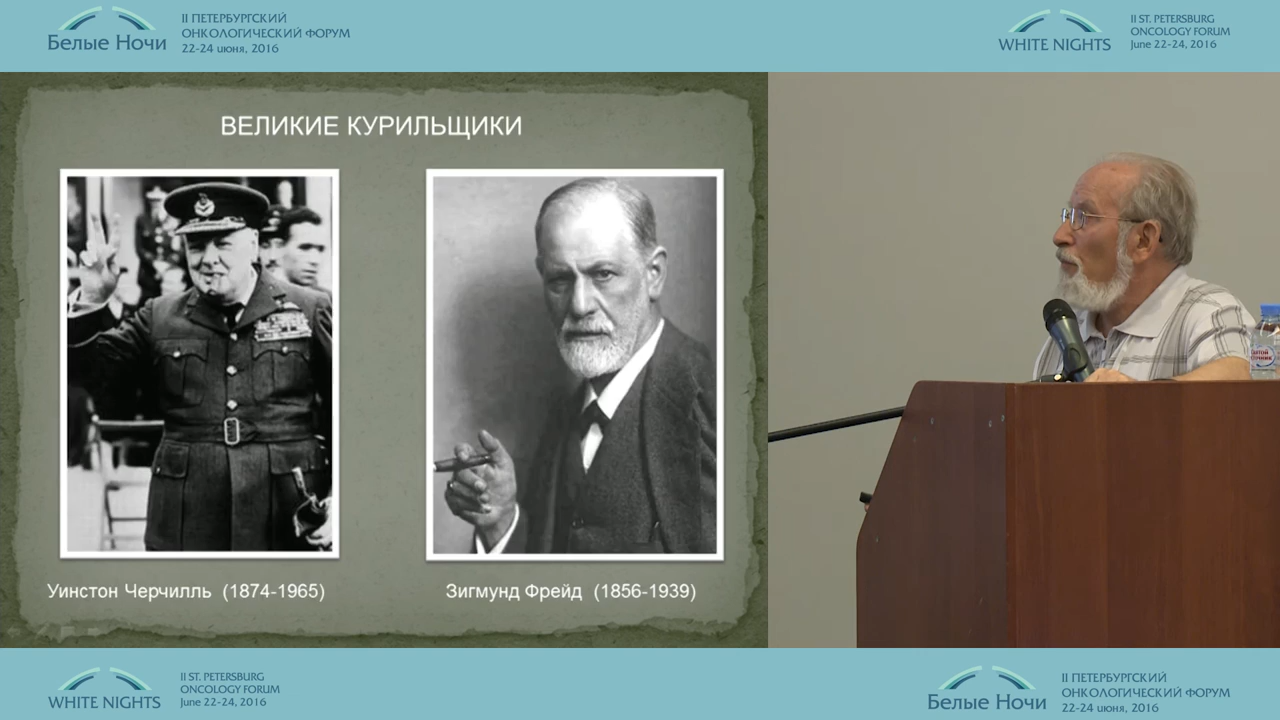 Белые Ночи
II ПЕТЕРБУРГСКИЙ
ОНКОЛОГИЧЕСКИЙ ФОРУМ
22-24 июня, 2016
WHITE NIGHTS
II ST. PETERSBURG
ONCOLOGY FORUM
June 22-24, 2016
ВЕЛИКИЕ КУРИЛЬЩИКИ
Уинстон Черчилль (1874-1965)
Зигмунд Фрейд (1856-1939)
WHITE NIGHTS
II ST. PETERSBURG
ONCOLOGY FORUM
June 22-24, 2016
Белые Ночи
II ПЕТЕРБУРГСКИЙ
ОНКОЛОГИЧЕСКИЙ ФОРУМ
22-24 июня, 2016